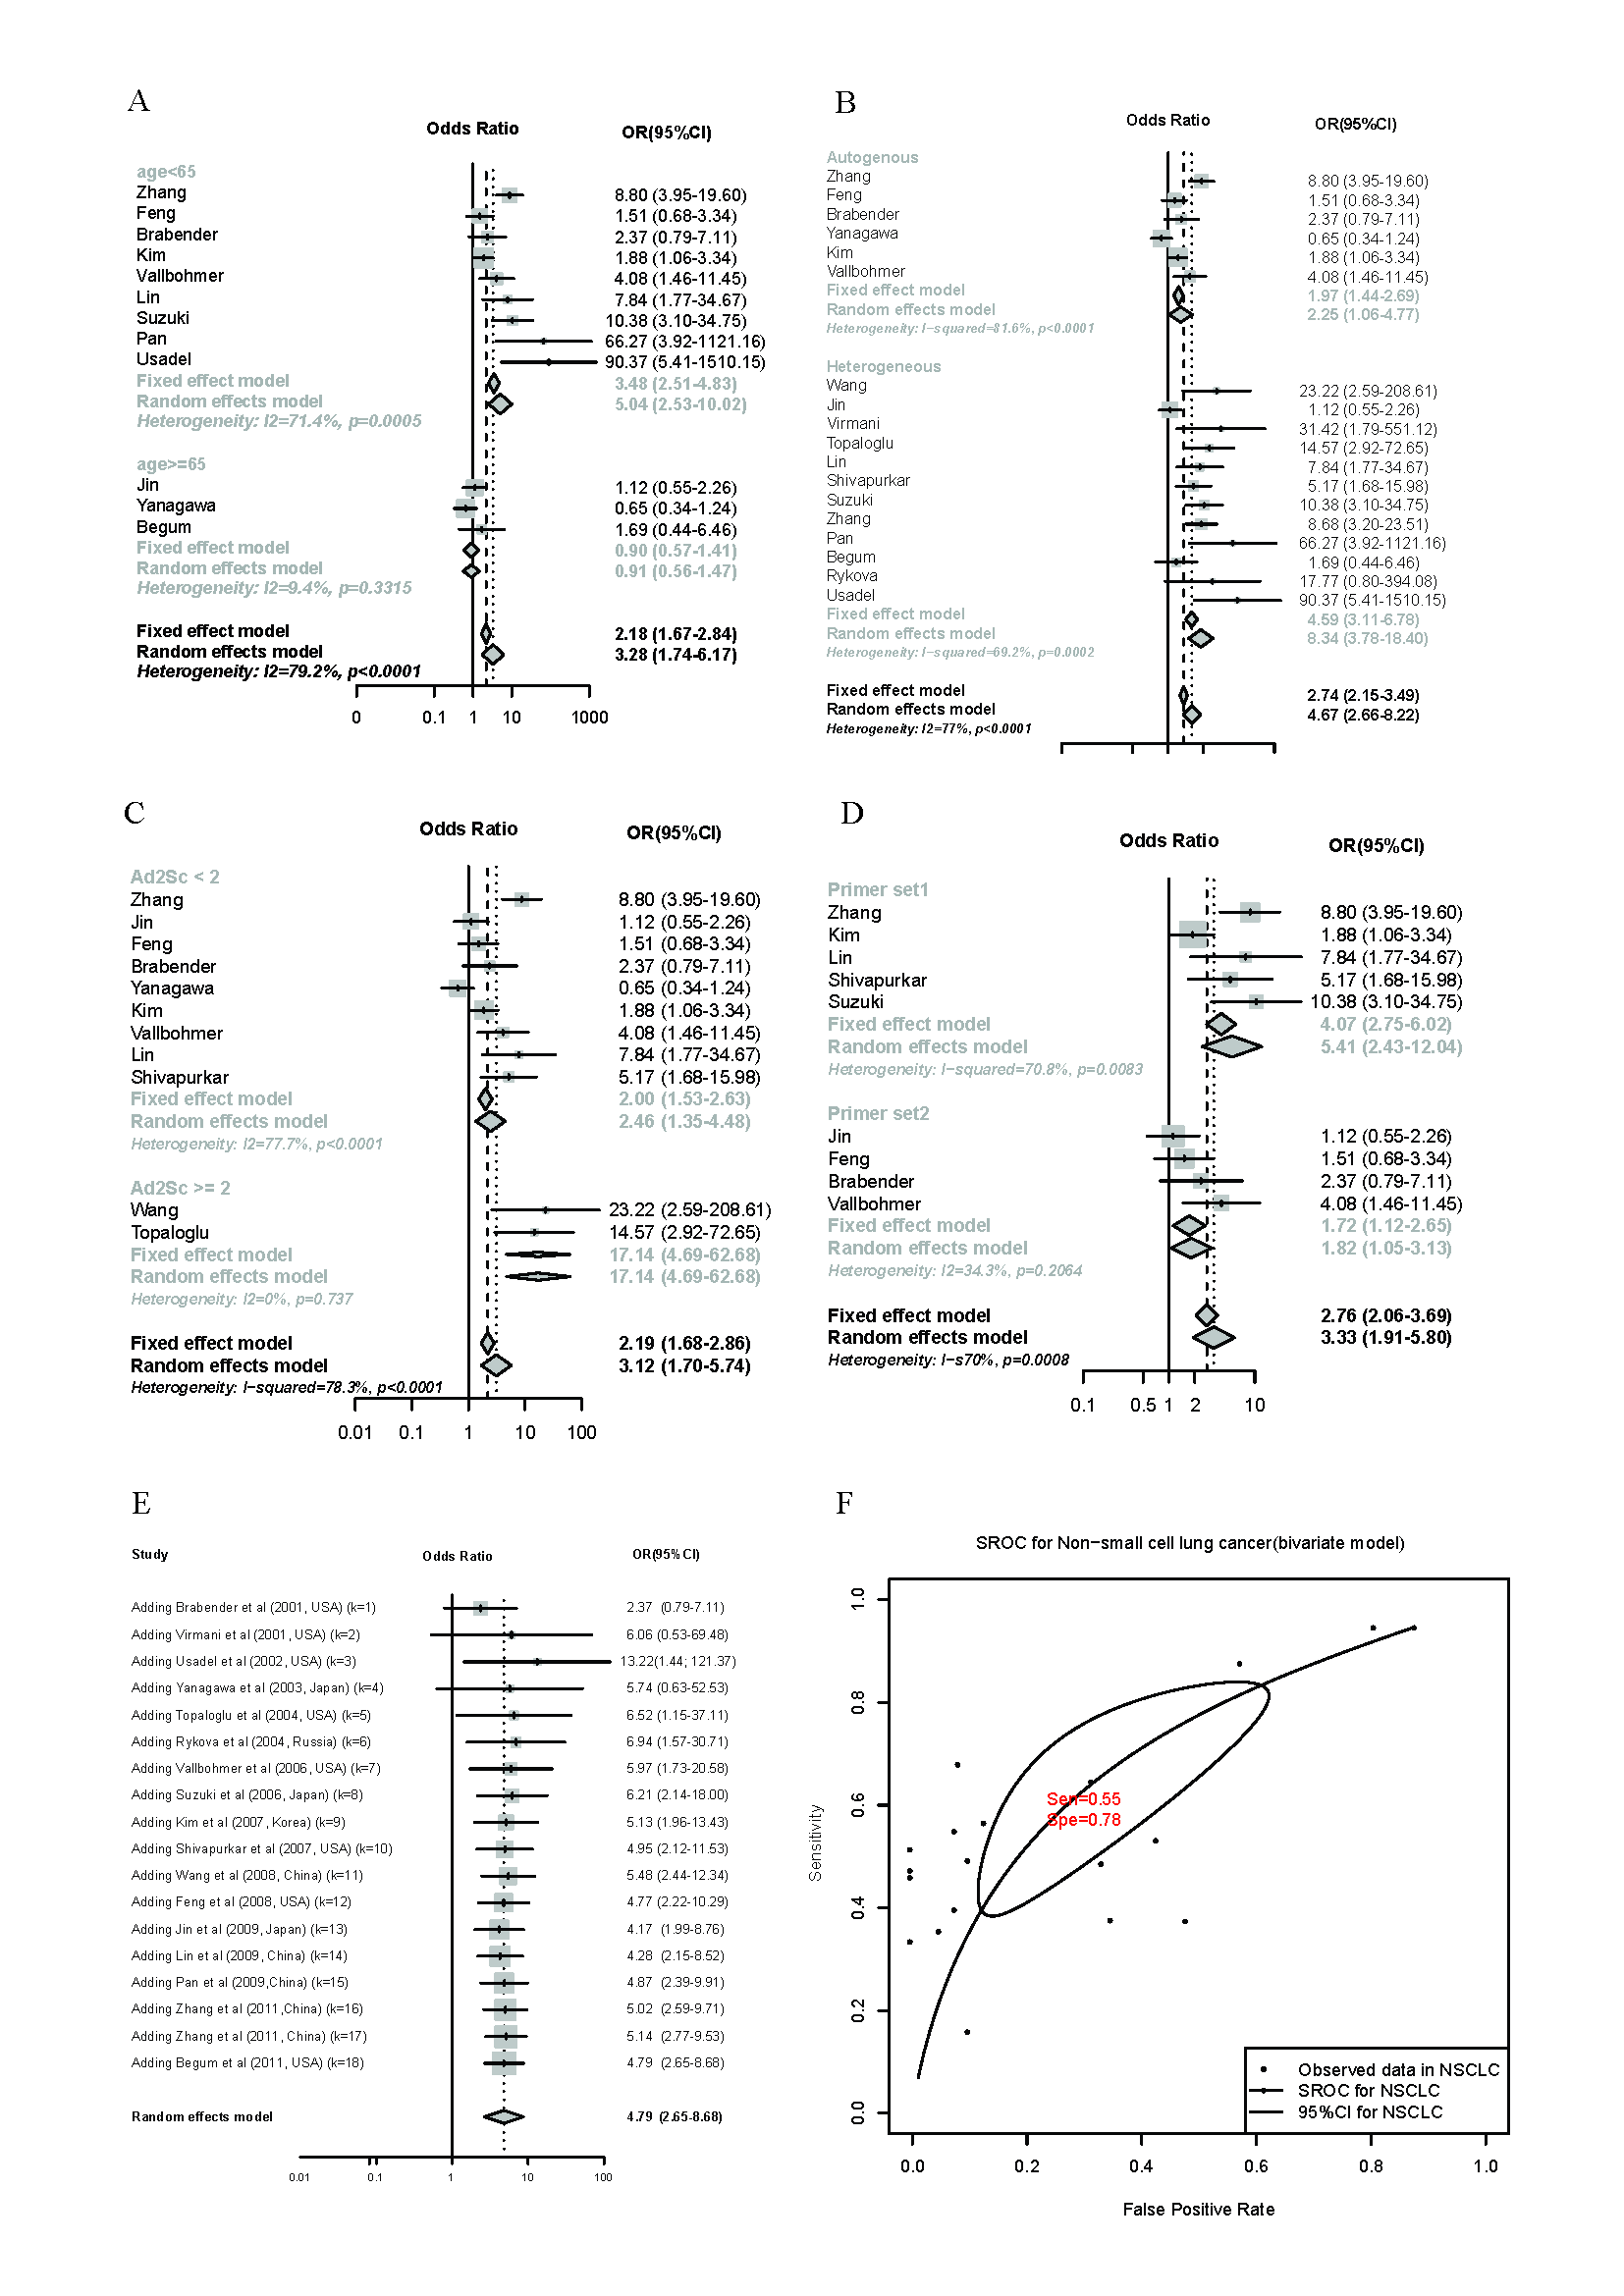 A
Odds Ratio OR(95%CI)
age<65
Zhang 8.80 (3.95-19.60)
Feng 1.51 (0.68-3.34)
Brabender 2.37 (0.79-7.11)
Kim 1.88 (1.06-3.34)
Vallbohmer 4.08 (1.46-11.45)
Lin 7.84 (1.77-34.67)
Suzuki 10.38 (3.10-34.75)
Pan 66.27 (3.92-1121.16)
Usadel 90.37 (5.41-1510.15)
Fixed effect model 3.48 (2.51-4.83)
Random effects model 5.04 (2.53-10.02)
Heterogeneity: I2=71.4%, p=0.0005
age>=65
Jin 1.12 (0.55-2.26)
Yanagawa 0.65 (0.34-1.24)
Begum 1.69 (0.44-6.46)
Fixed effect model 0.90 (0.57-1.41)
Random effects model 0.91 (0.56-1.47)
Heterogeneity: I2=9.4%, p=0.3315
Fixed effect model 2.18 (1.67-2.84)
Random effects model 3.28 (1.74-6.17)
Heterogeneity: I2=79.2%, p<0.0001
0 0.1 1 10 1000
B
Odds Ratio OR(95%CI)
Autogenous
Zhang 8.80 (3.95-19.60)
Feng 1.51 (0.68-3.34)
Brabender 2.37 (0.79-7.11)
Yanagawa 0.65 (0.34-1.24)
Kim 1.88 (1.06-3.34)
Vallbohmer 4.08 (1.46-11.45)
Fixed effect model 1.97 (1.44-2.69)
Random effects model 2.25 (1.06-4.77)
Heterogeneity: I−squared=81.6%, p<0.0001
Heterogeneous
Wang 23.22 (2.59-208.61)
Jin 1.12 (0.55-2.26)
Virmani 31.42 (1.79-551.12)
Topaloglu 14.57 (2.92-72.65)
Lin 7.84 (1.77-34.67)
Shivapurkar 5.17 (1.68-15.98)
Suzuki 10.38 (3.10-34.75)
Zhang 8.68 (3.20-23.51)
Pan 66.27 (3.92-1121.16)
Begum 1.69 (0.44-6.46)
Rykova 17.77 (0.80-394.08)
Usadel 90.37 (5.41-1510.15)
Fixed effect model 4.59 (3.11-6.78)
Random effects model 8.34 (3.78-18.40)
Heterogeneity: I−squared=69.2%, p=0.0002
Fixed effect model 2.74 (2.15-3.49)
Random effects model 4.67 (2.66-8.22)
Heterogeneity: I2=77%, p<0.0001
C
Odds Ratio OR(95%CI)
Ad2Sc < 2
Zhang 8.80 (3.95-19.60)
Jin 1.12 (0.55-2.26)
Feng 1.51 (0.68-3.34)
Brabender 2.37 (0.79-7.11)
Yanagawa 0.65 (0.34-1.24)
Kim 1.88 (1.06-3.34)
Vallbohmer 4.08 (1.46-11.45)
Lin 7.84 (1.77-34.67)
Shivapurkar 5.17 (1.68-15.98)
Fixed effect model 2.00 (1.53-2.63)
Random effects model 2.46 (1.35-4.48)
Heterogeneity: I2=77.7%, p<0.0001
Ad2Sc >= 2
Wang 23.22 (2.59-208.61)
Topaloglu 14.57 (2.92-72.65)
Fixed effect model 17.14 (4.69-62.68)
Random effects model 17.14 (4.69-62.68)
Heterogeneity: I2=0%, p=0.737
Fixed effect model 2.19 (1.68-2.86)
Random effects model 3.12 (1.70-5.74)
Heterogeneity: I−squared=78.3%, p<0.0001
0.01 0.1 1 10 100
D
Odds Ratio OR(95%CI)
Primer set1
Zhang 8.80 (3.95-19.60)
Kim 1.88 (1.06-3.34)
Lin 7.84 (1.77-34.67)
Shivapurkar 5.17 (1.68-15.98)
Suzuki 10.38 (3.10-34.75)
Fixed effect model 4.07 (2.75-6.02)
Random effects model 5.41 (2.43-12.04)
Heterogeneity: I−squared=70.8%, p=0.0083
Primer set2
Jin 1.12 (0.55-2.26)
Feng 1.51 (0.68-3.34)
Brabender 2.37 (0.79-7.11)
Vallbohmer 4.08 (1.46-11.45)
Fixed effect model 1.72 (1.12-2.65)
Random effects model 1.82 (1.05-3.13)
Heterogeneity: I2=34.3%, p=0.2064
Fixed effect model 2.76 (2.06-3.69)
Random effects model 3.33 (1.91-5.80)
Heterogeneity: I−s70%, p=0.0008
0.1 0.5 1 2 10
E
Study Odds Ratio OR(95%CI)
Adding Brabender et al (2001, USA) (k=1) 2.37 (0.79-7.11)
Adding Virmani et al (2001, USA) (k=2) 6.06 (0.53-69.48)
Adding Usadel et al (2002, USA) (k=3) 13.22(1.44; 121.37)
Adding Yanagawa et al (2003, Japan) (k=4) 5.74 (0.63-52.53)
Adding Topaloglu et al (2004, USA) (k=5) 6.52 (1.15-37.11)
Adding Rykova et al (2004, Russia) (k=6) 6.94 (1.57-30.71)
Adding Vallbohmer et al (2006, USA) (k=7) 5.97 (1.73-20.58)
Adding Suzuki et al (2006, Japan) (k=8) 6.21 (2.14-18.00)
Adding Kim et al (2007, Korea) (k=9) 5.13 (1.96-13.43)
Adding Shivapurkar et al (2007, USA) (k=10) 4.95 (2.12-11.53)
Adding Wang et al (2008, China) (k=11) 5.48 (2.44-12.34)
Adding Feng et al (2008, USA) (k=12) 4.77 (2.22-10.29)
Adding Jin et al (2009, Japan) (k=13) 4.17 (1.99-8.76)
Adding Lin et al (2009, China) (k=14) 4.28 (2.15-8.52)
Adding Pan et al (2009,China) (k=15) 4.87 (2.39-9.91)
Adding Zhang et al (2011,China) (k=16) 5.02 (2.59-9.71)
Adding Zhang et al (2011, China) (k=17) 5.14 (2.77-9.53)
Adding Begum et al (2011, USA) (k=18) 4.79 (2.65-8.68)
Random effects model 4.79 (2.65-8.68)
0.01 0.1 1 10 100
F
SROC for Non−small cell lung cancer(bivariate model)
Sensitivity
1.0
0.8
0.6
0.4
0.2
0.0
Sen=0.55
Spe=0.78
Observed data in NSCLC
SROC for NSCLC
95%CI for NSCLC
0.0 0.2 0.4 0.6 0.8 1.0
False Positive Rate